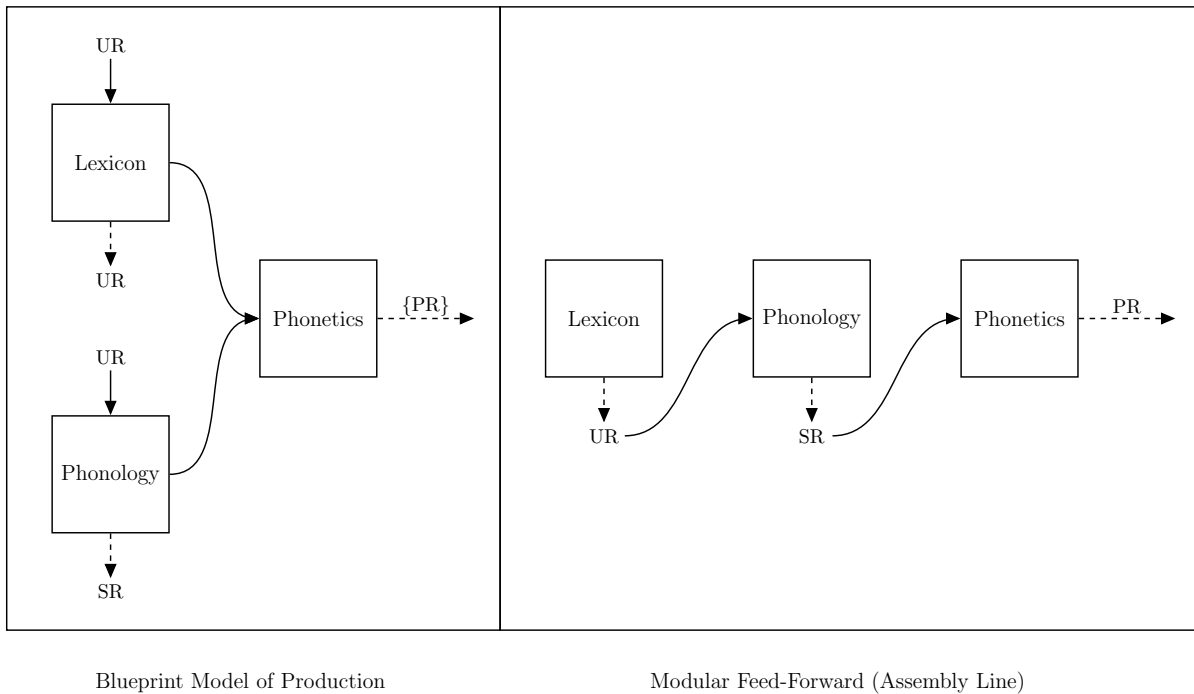 UR
Lexicon
UR
UR
Phonology
SR
Phonetics
{PR}
Lexicon
UR
Phonology
SR
Phonetics
PR
Blueprint Model of Production
Modular Feed-Forward (Assembly Line)